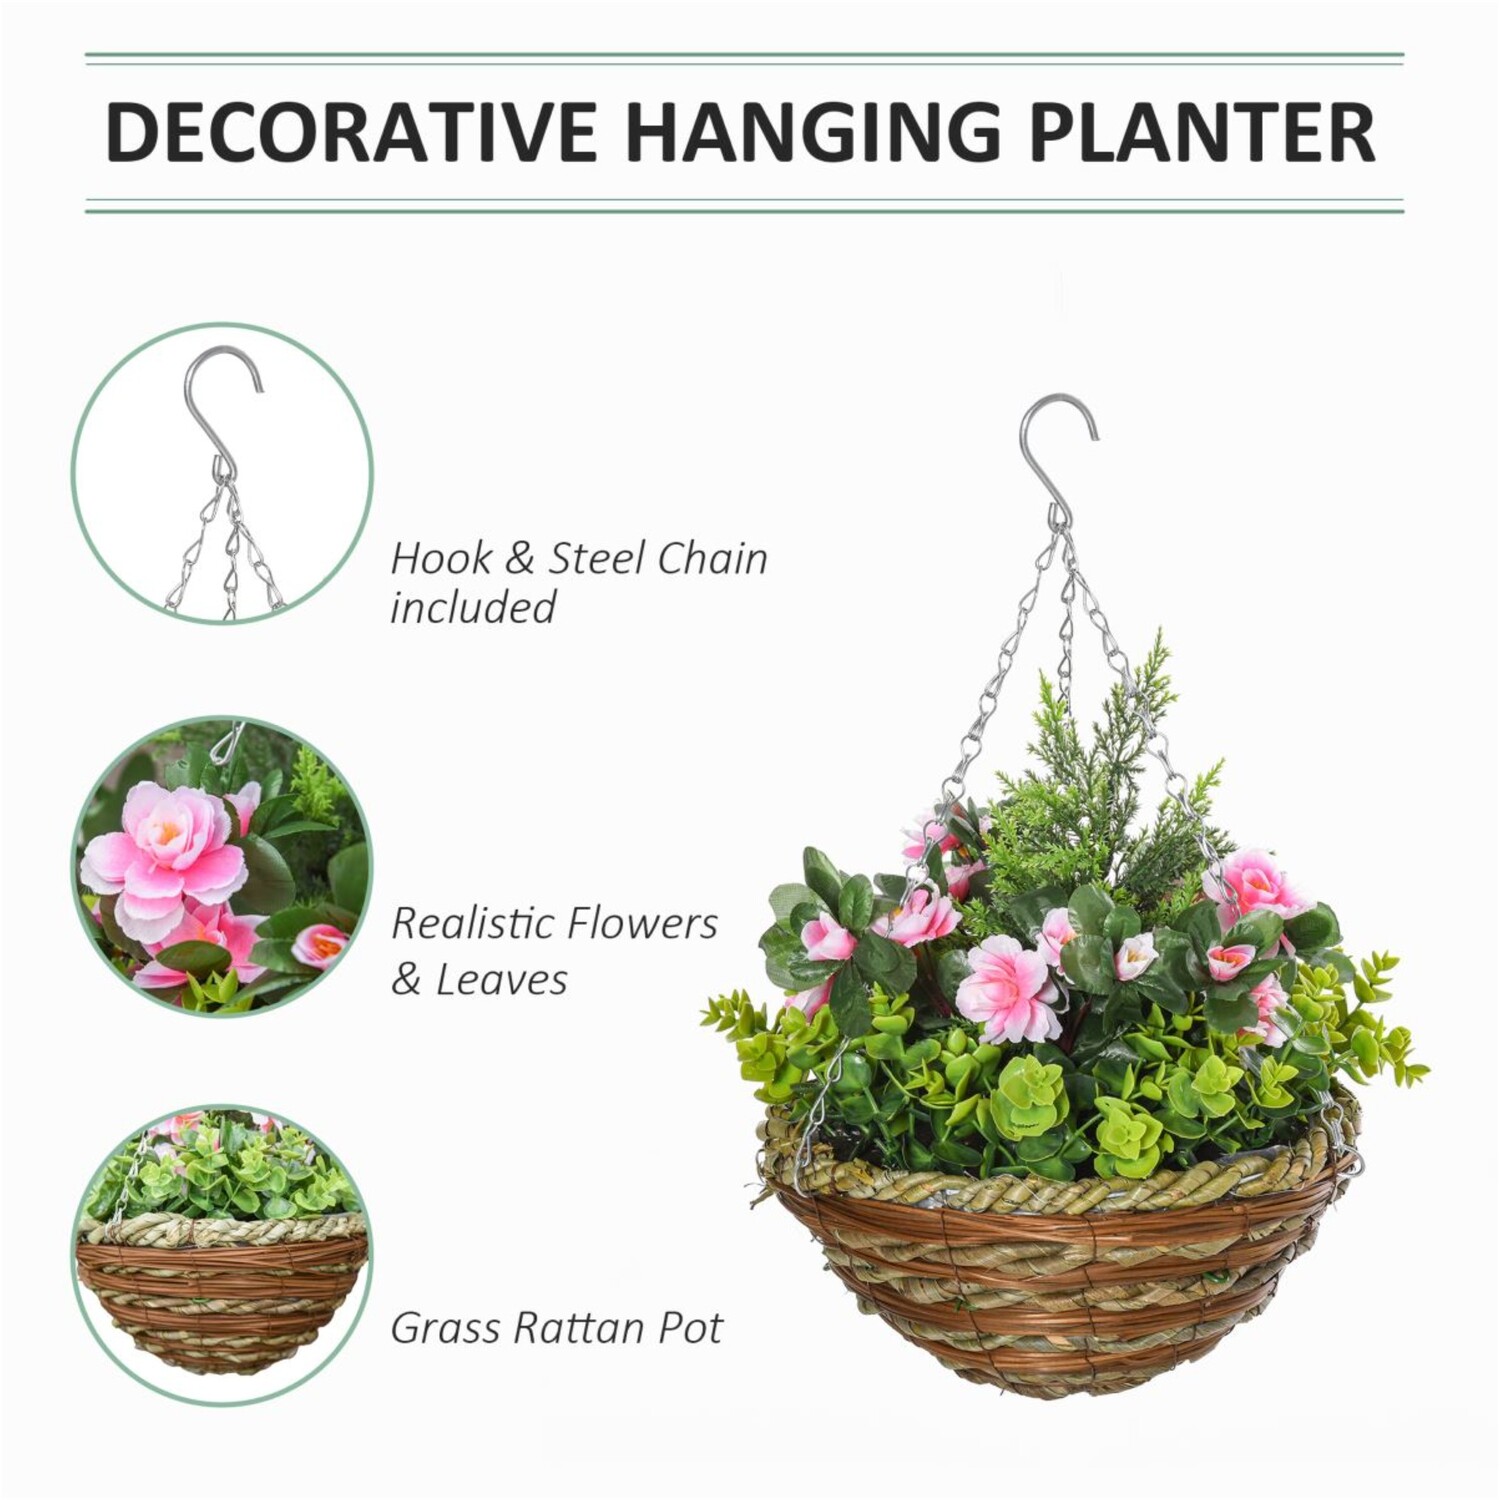 DECORATIVE HANGING PLANTER
Hook & Steel Chain
included
Realistic Flowers
& Leaves
Grass Rattan Pot